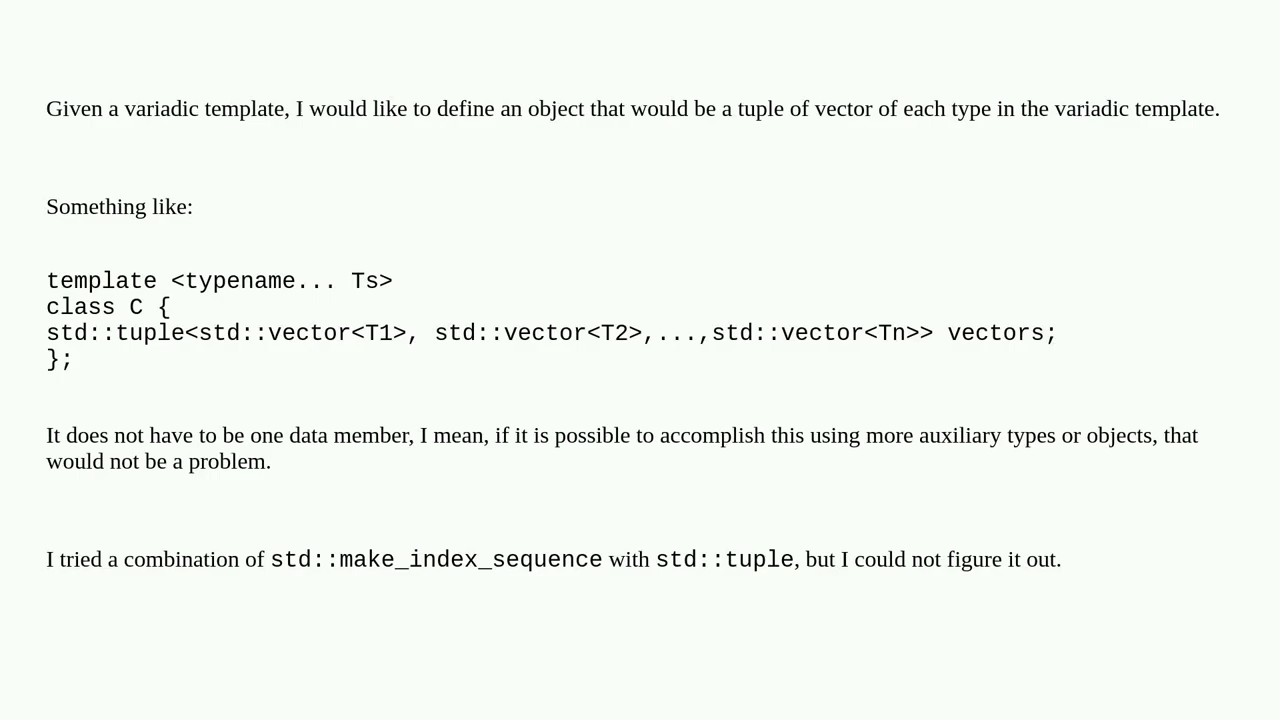 Given a variadic template, I would like to define an object that would be a tuple of vector of each type in the variadic template.
Something like:
template <typename... Ts>
class C {
std::tuple<std::vector<T1>, std::vector<T2>,...,std::vector<Tn>> vectors;
};
It does not have to be one data member, I mean, if it is possible to accomplish this using more auxiliary types or objects, that
would not be a problem.
I tried a combination of std::make_index_sequence with std::tuple, but I could not figure it out.